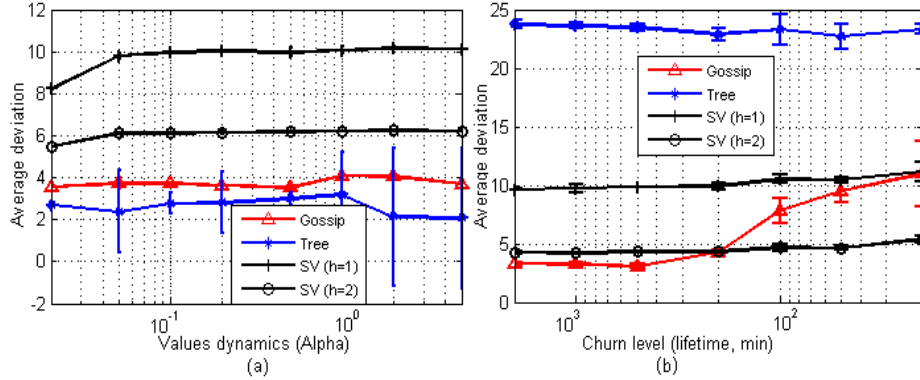 12
10
8
6
4
2
0
-2
Average deviation
Gossip
Tree
SV (h=1)
SV (h=2)
10^-1
10^0
Values dynamics (Alpha)
(a)
25
20
15
10
5
0
Average deviation
Gossip
Tree
SV (h=1)
SV (h=2)
10^3
10^2
Churn level (lifetime, min)
(b)